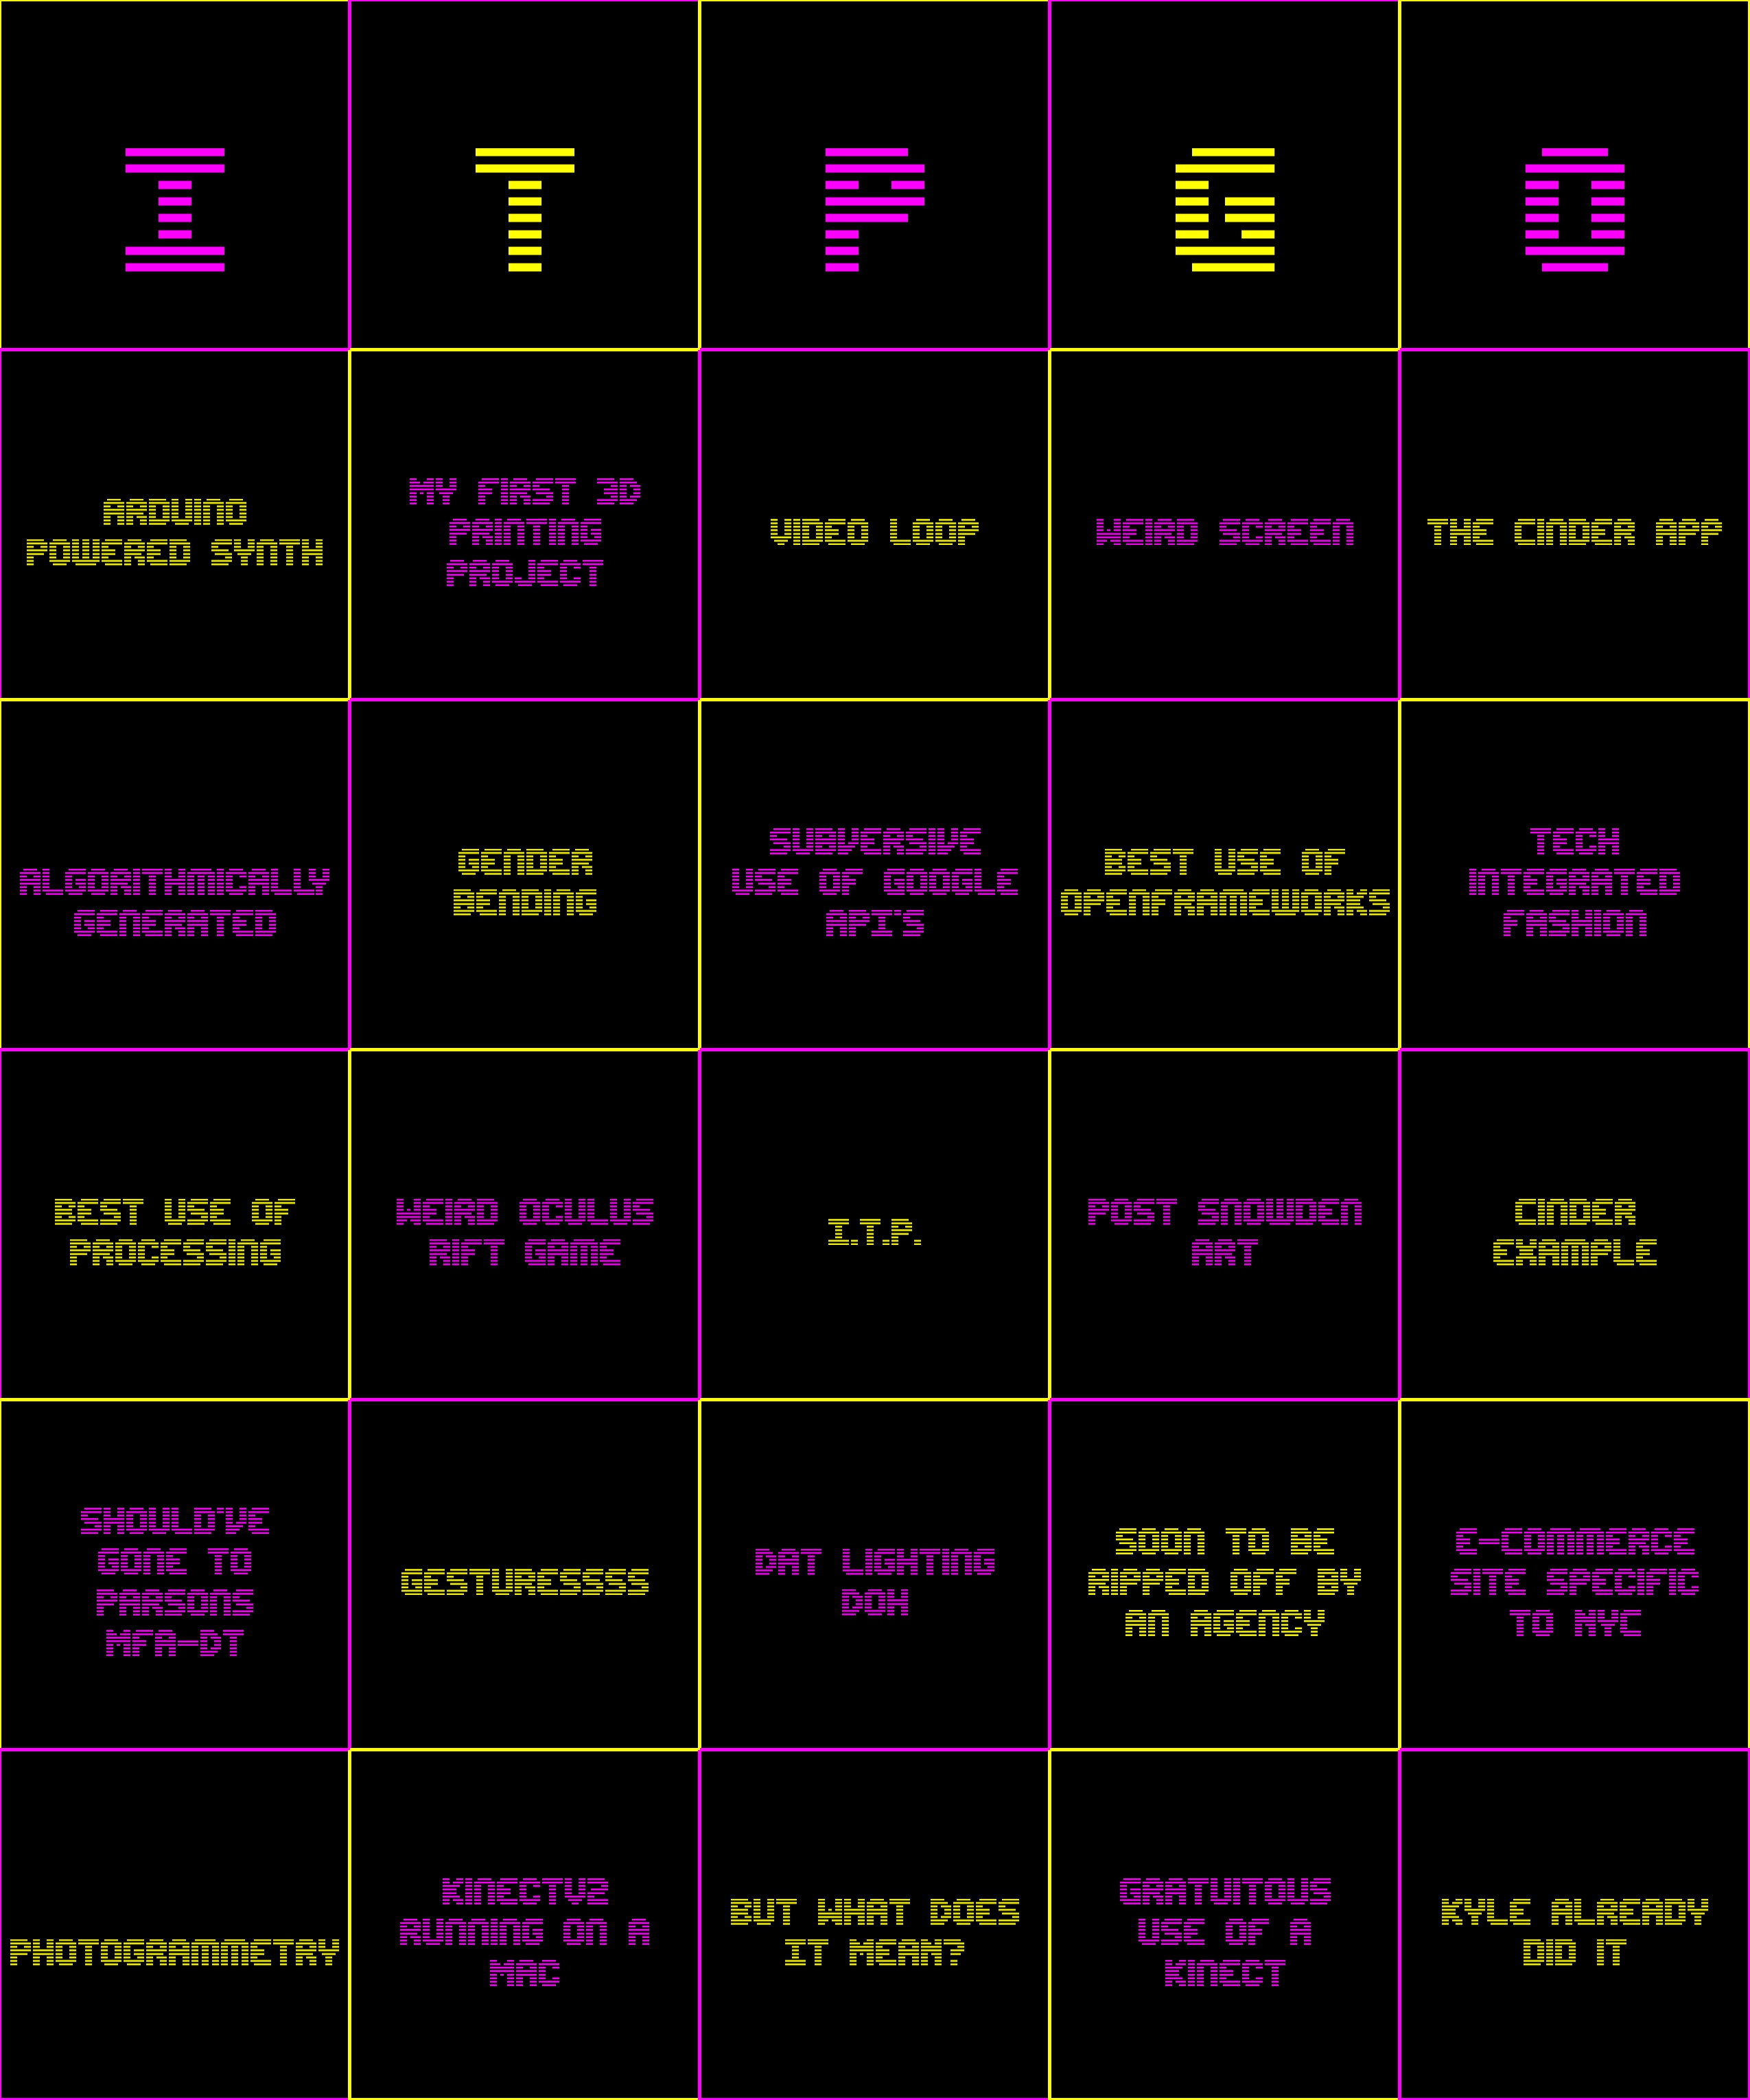 I
T
P
G
O
ARDUINO
POWERED SYNTH
MY FIRST 3D
PRINTING
PROJECT
VIDEO LOOP
WEIRD SCREEN
THE CINDER APP
ALGORITHMICALLY
GENERATED
GENDER
BENDING
SUBVERSIVE
USE OF GOOGLE
API'S
BEST USE OF
OPENFRAMEWORKS
TECH
INTEGRATED
FASHION
BEST USE OF
PROCESSING
WEIRD OCULUS
RIFT GAME
I.T.P.
POST SNOWDEN
ART
CINDER
EXAMPLE
SHOULD'VE
GONE TO
PARSONS
MFA-DT
GESTURESSSS
DAT LIGHTING
DOH
SOON TO BE
RIPPED OFF BY
AN AGENCY
E-COMMERCE
SITE SPECIFIC
TO NYC
PHOTOGRAMMETRY
KINECTV2
RUNNING ON A
MAC
BUT WHAT DOES
IT MEAN?
GRATUITOUS
USE OF A
KINECT
KYLE ALREADY
DID IT